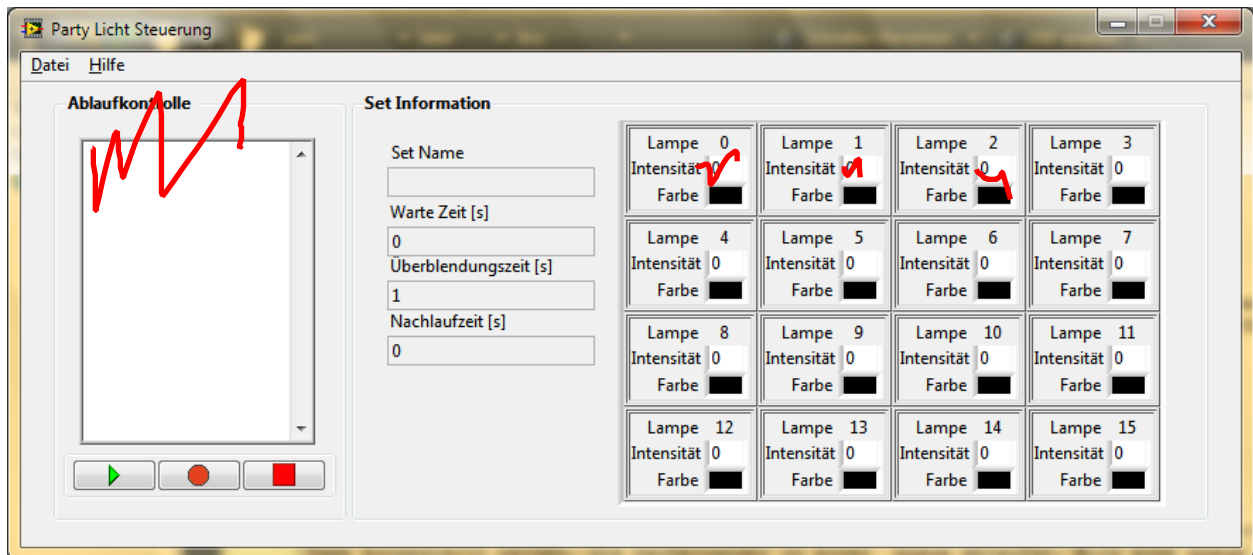 Party Licht Steuerung
Datei Hilfe
Ablaufkontrolle
Set Information
Set Name
Warte Zeit [s]
0
Überblendungszeit [s]
1
Nachlaufzeit [s]
0
Lampe 0 Lampe 1 Lampe 2 Lampe 3
Intensität 0 Intensität 0 Intensität 0 Intensität 0
Farbe Farbe Farbe Farbe
Lampe 4 Lampe 5 Lampe 6 Lampe 7
Intensität 0 Intensität 0 Intensität 0 Intensität 0
Farbe Farbe Farbe Farbe
Lampe 8 Lampe 9 Lampe 10 Lampe 11
Intensität 0 Intensität 0 Intensität 0 Intensität 0
Farbe Farbe Farbe Farbe
Lampe 12 Lampe 13 Lampe 14 Lampe 15
Intensität 0 Intensität 0 Intensität 0 Intensität 0
Farbe Farbe Farbe Farbe